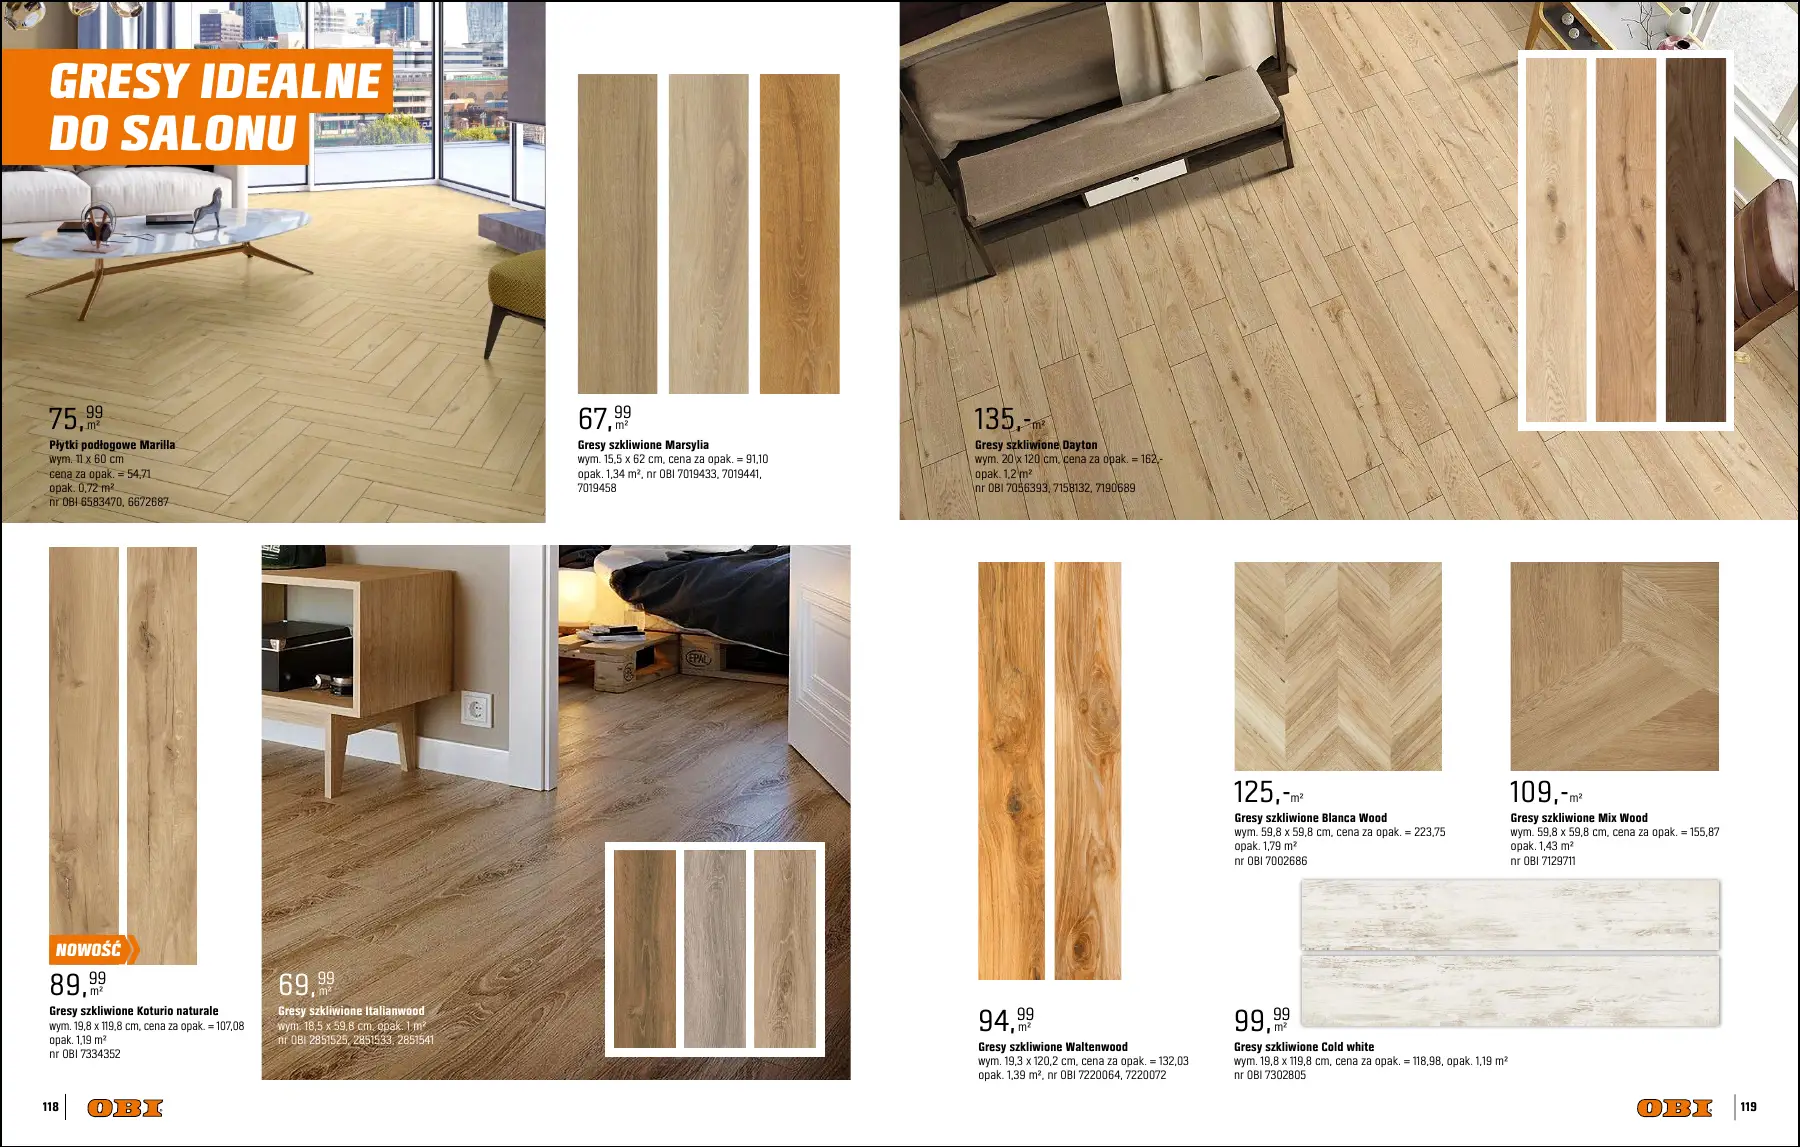 GRESY IDEALNE
DO SALONU
75,99
m²
Płytki podłogowe Marilla
wym. 11 x 60 cm
cena za opak. = 54,71
opak. 0,72 m²
nr OBI 6583470, 6672687
67,99
m²
Gresy szkliwione Marsylia
wym. 15,5 x 62 cm, cena za opak. = 91,10
opak. 1,34 m², nr OBI 7019433, 7019441,
7019458
135,-m²
Gresy szkliwione Dayton
wym. 20 x 120 cm, cena za opak. = 162,-
opak. 1,2 m²
nr OBI 7056393, 7158132, 7190689
NOWOŚĆ
89,99
m²
Gresy szkliwione Koturio naturale
wym. 19,8 x 119,8 cm, cena za opak. = 107,08
opak. 1,19 m²
nr OBI 7334352
EPAL
69,99
m²
Gresy szkliwione Italianwood
wym. 18,5 x 59,8 cm, opak. 1 m²
nr OBI 2851525, 2851533, 2851541
94,99
m²
Gresy szkliwione Waltenwood
wym. 19,3 x 120,2 cm, cena za opak. = 132,03
opak. 1,39 m², nr OBI 7220064, 7220072
125,-m²
Gresy szkliwione Blanca Wood
wym. 59,8 x 59,8 cm, cena za opak. = 223,75
opak. 1,79 m²
nr OBI 7002686
109,-m²
Gresy szkliwione Mix Wood
wym. 59,8 x 59,8 cm, cena za opak. = 155,87
opak. 1,43 m²
nr OBI 7129711
99,99
m²
Gresy szkliwione Cold white
wym. 19,8 x 119,8 cm, cena za opak. = 118,98, opak. 1,19 m²
nr OBI 7302805
118
OBI
OBI
119